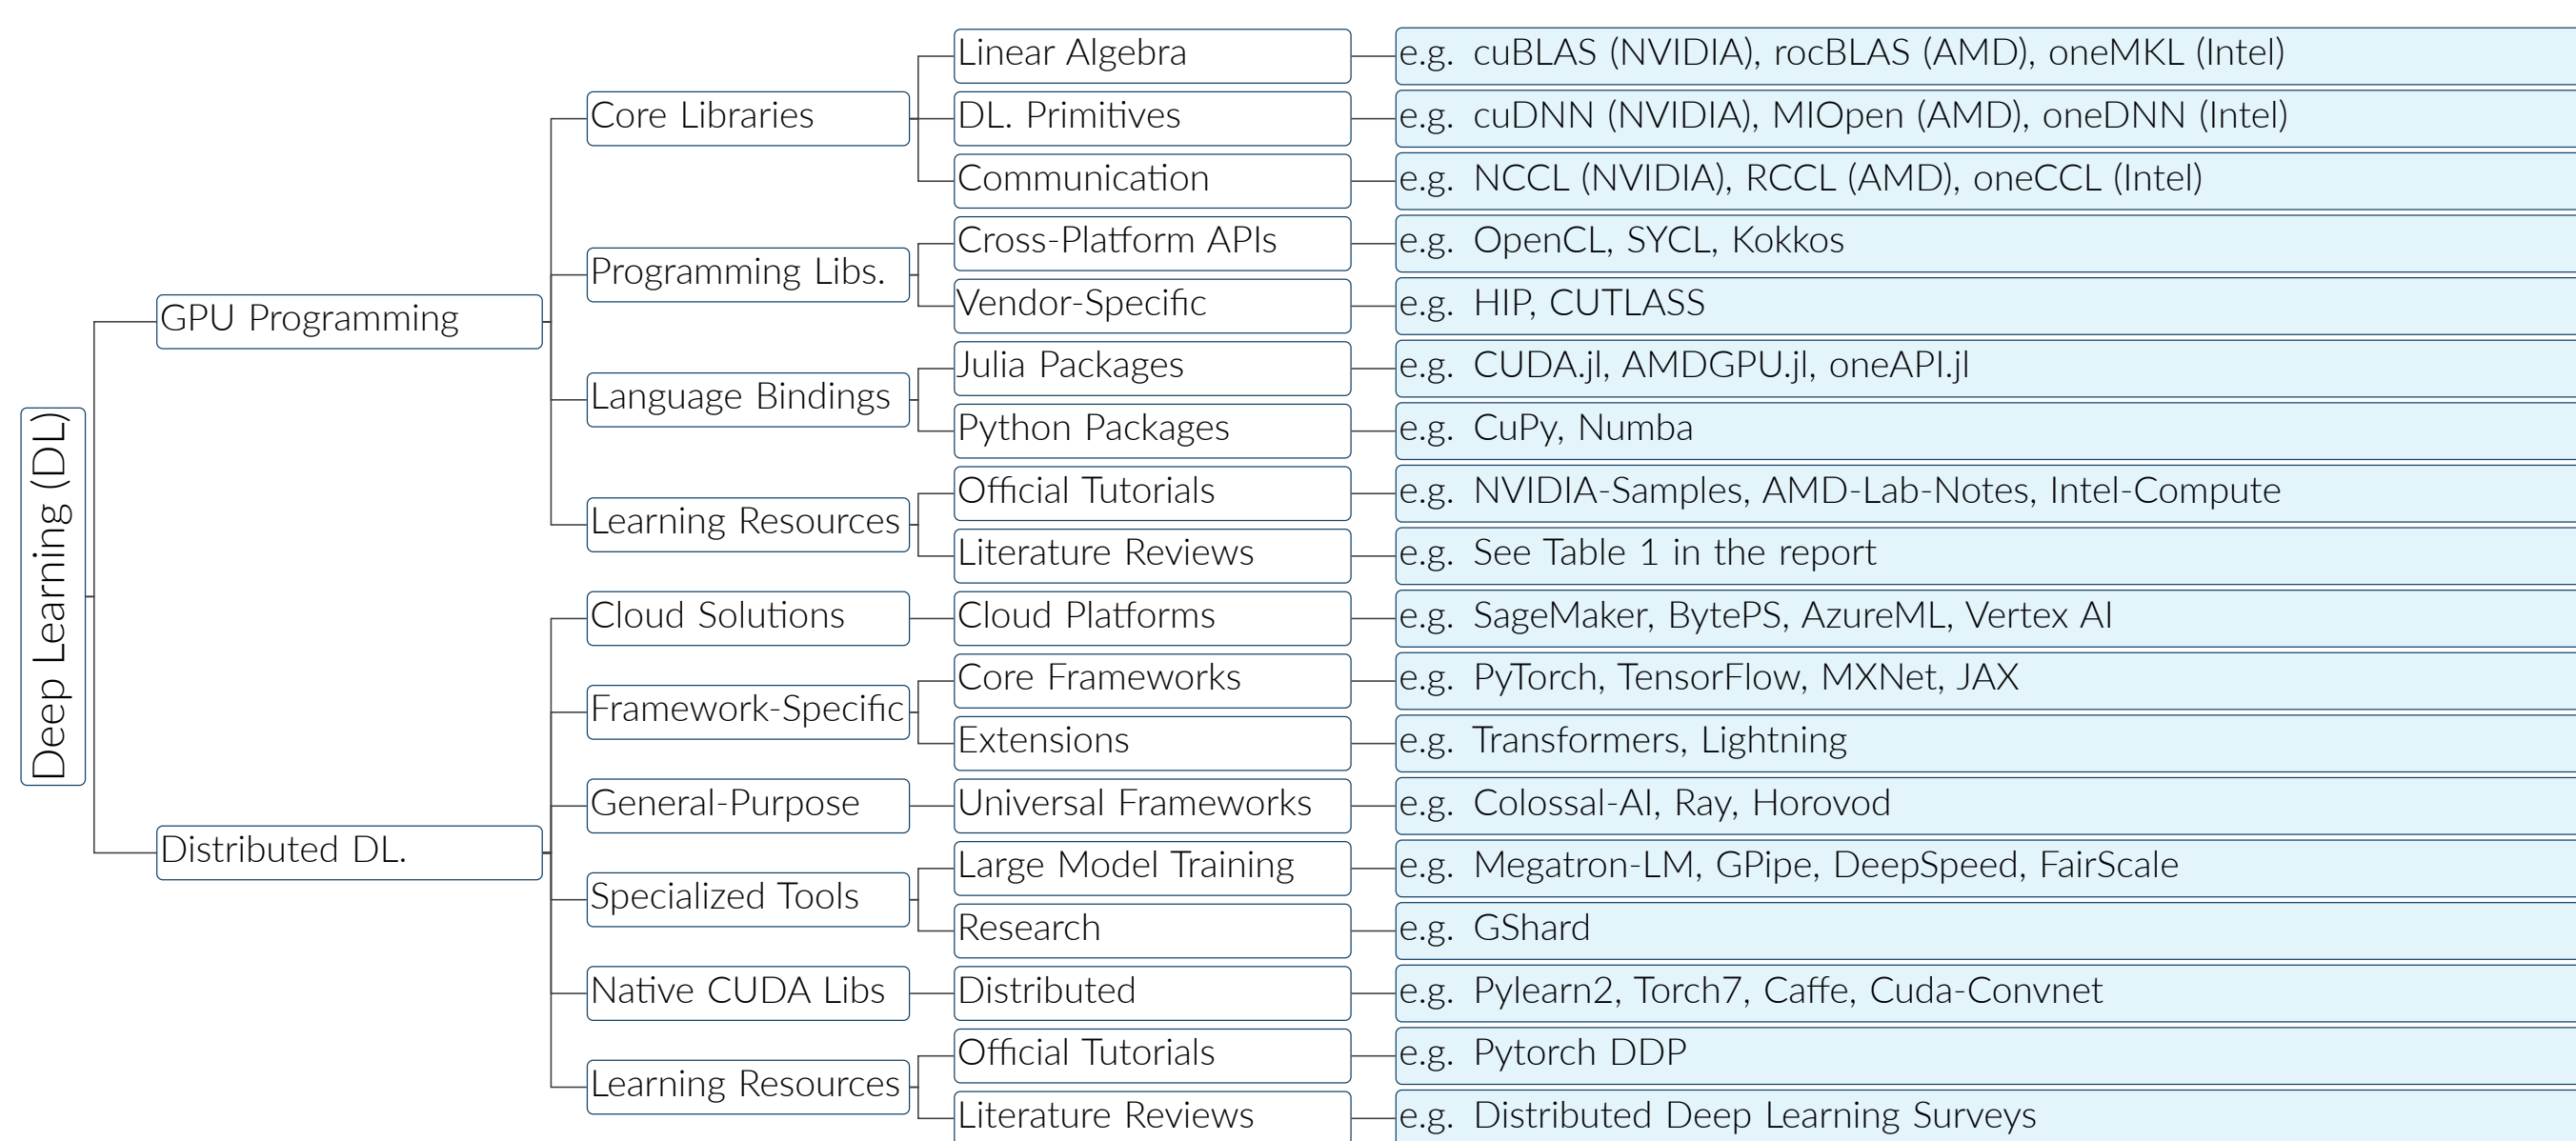 Deep Learning (DL)
GPU Programming
Core Libraries
Linear Algebra
e.g. cuBLAS (NVIDIA), rocBLAS (AMD), oneMKL (Intel)
DL. Primitives
e.g. cuDNN (NVIDIA), MIOpen (AMD), oneDNN (Intel)
Communication
e.g. NCCL (NVIDIA), RCCL (AMD), oneCCL (Intel)
Programming Libs.
Cross-Platform APIs
e.g. OpenCL, SYCL, Kokkos
Vendor-Specific
e.g. HIP, CUTLASS
Language Bindings
Julia Packages
e.g. CUDA.jl, AMDGPU.jl, oneAPI.jl
Python Packages
e.g. CuPy, Numba
Learning Resources
Official Tutorials
e.g. NVIDIA-Samples, AMD-Lab-Notes, Intel-Compute
Literature Reviews
e.g. See Table 1 in the report
Distributed DL.
Cloud Solutions
Cloud Platforms
e.g. SageMaker, BytePS, AzureML, Vertex AI
Framework-Specific
Core Frameworks
e.g. PyTorch, TensorFlow, MXNet, JAX
Extensions
e.g. Transformers, Lightning
General-Purpose
Universal Frameworks
e.g. Colossal-AI, Ray, Horovod
Specialized Tools
Large Model Training
e.g. Megatron-LM, GPipe, DeepSpeed, FairScale
Research
e.g. GShard
Native CUDA Libs
Distributed
e.g. Pylearn2, Torch7, Caffe, Cuda-Convnet
Learning Resources
Official Tutorials
e.g. Pytorch DDP
Literature Reviews
e.g. Distributed Deep Learning Surveys